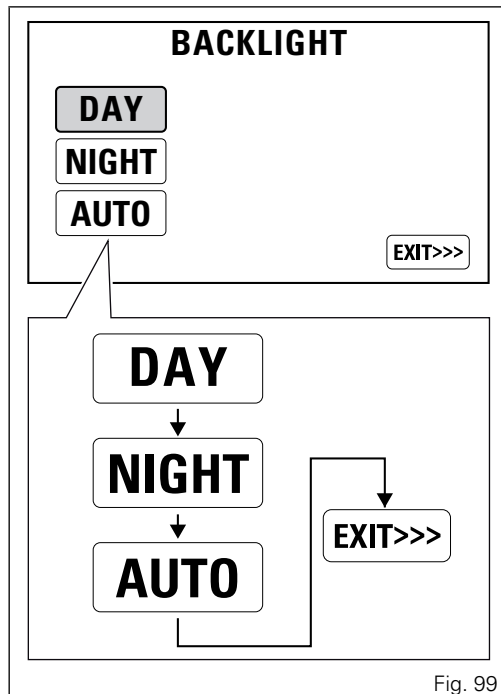 BACKLIGHT
DAY
NIGHT
AUTO
EXIT>>>
DAY
NIGHT
AUTO
EXIT>>>
Fig. 99